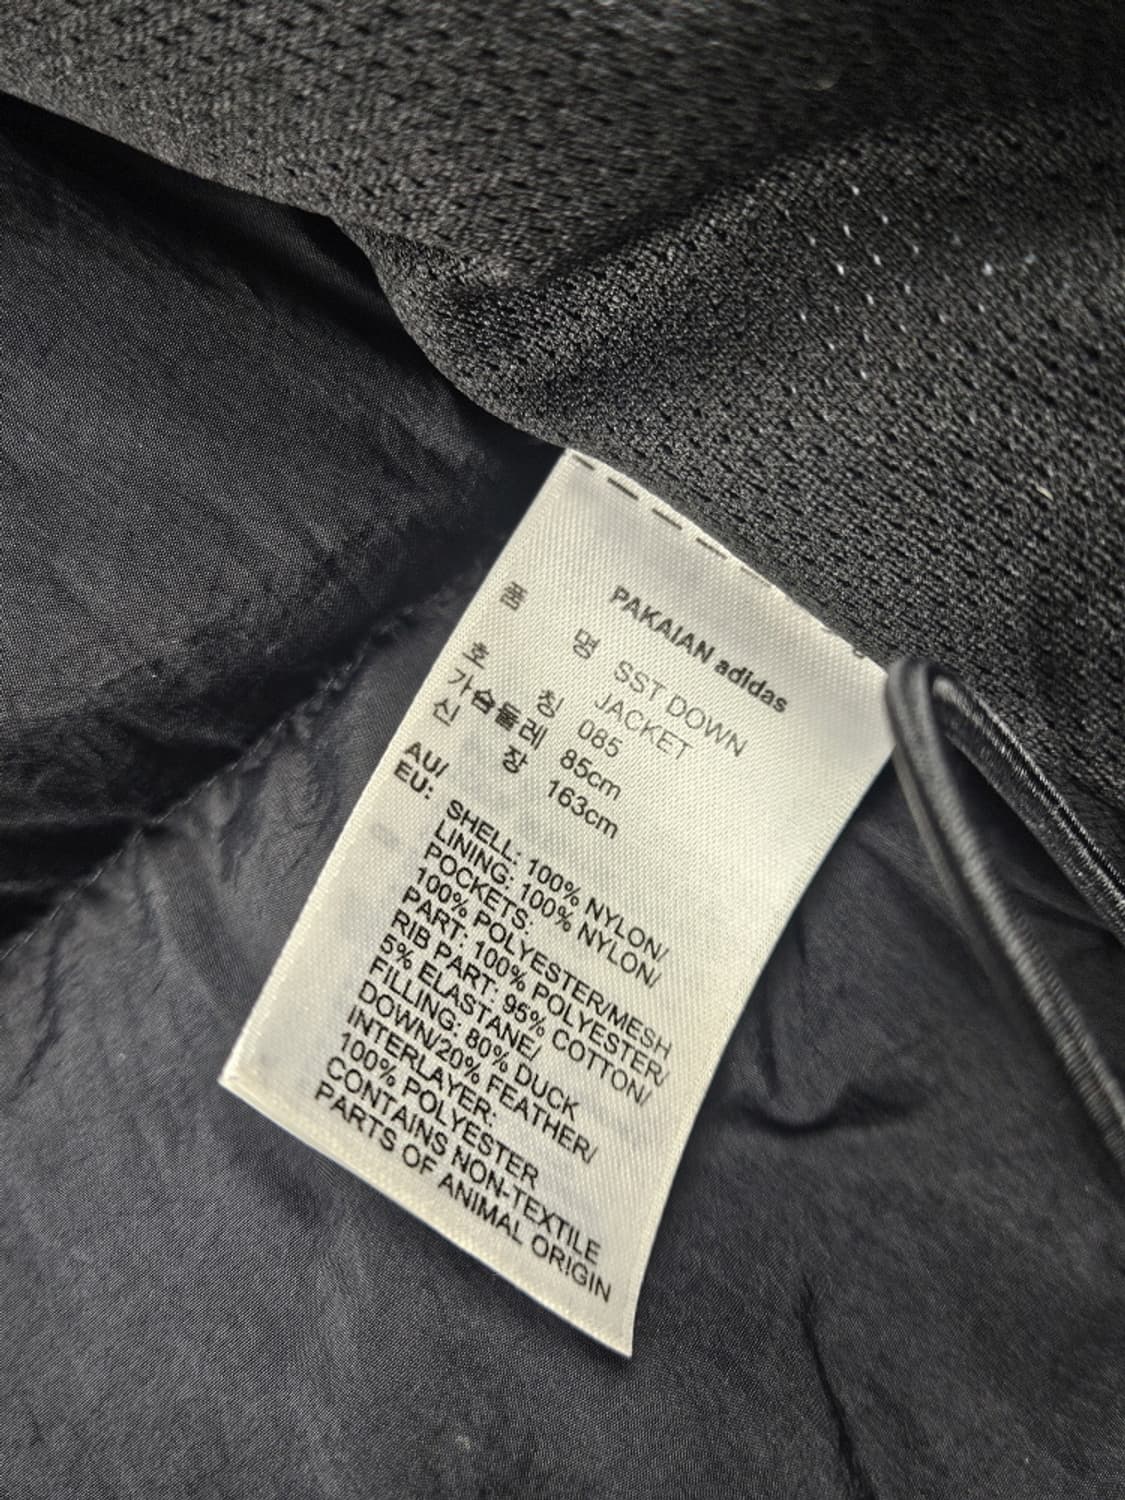 PAKAIAN adidas
품 명 SST DOWN
JACKET
호 칭 085
가슴둘레 85cm
신 장 163cm
AU/
EU:
SHELL: 100% NYLON/
LINING: 100% NYLON/
POCKETS:
100% POLYESTER/MESH
PART: 100% POLYESTER/
RIB PART: 95% COTTON/
5% ELASTANE/
FILLING: 80% DUCK
DOWN/20% FEATHER/
INTERLAYER:
100% POLYESTER
CONTAINS NON-TEXTILE
PARTS OF ANIMAL ORIGIN